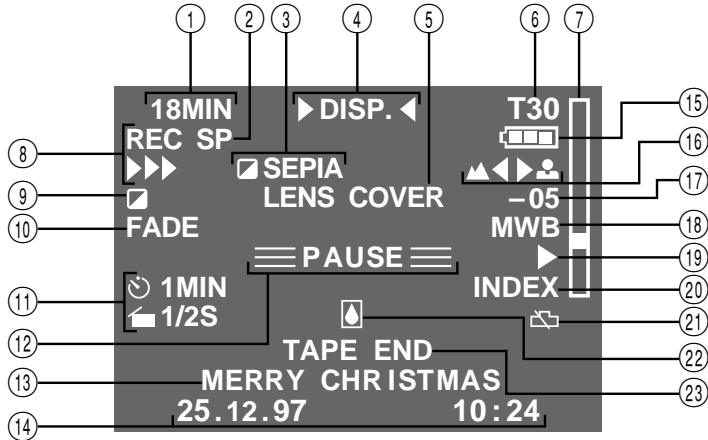 1 2 3 4 5 6 7
18MIN ▶ DISP. ◀ T30
8 REC SP 15
▶▶▶ 16
SEPIA ◀ ▶
9 LENS COVER –05 17
10 FADE MWB 18
PAUSE ▶ 19
11 1MIN INDEX 20
1/2S 21
12 22
TAPE END 23
13 MERRY CHRISTMAS
14 25.12.97 10:24